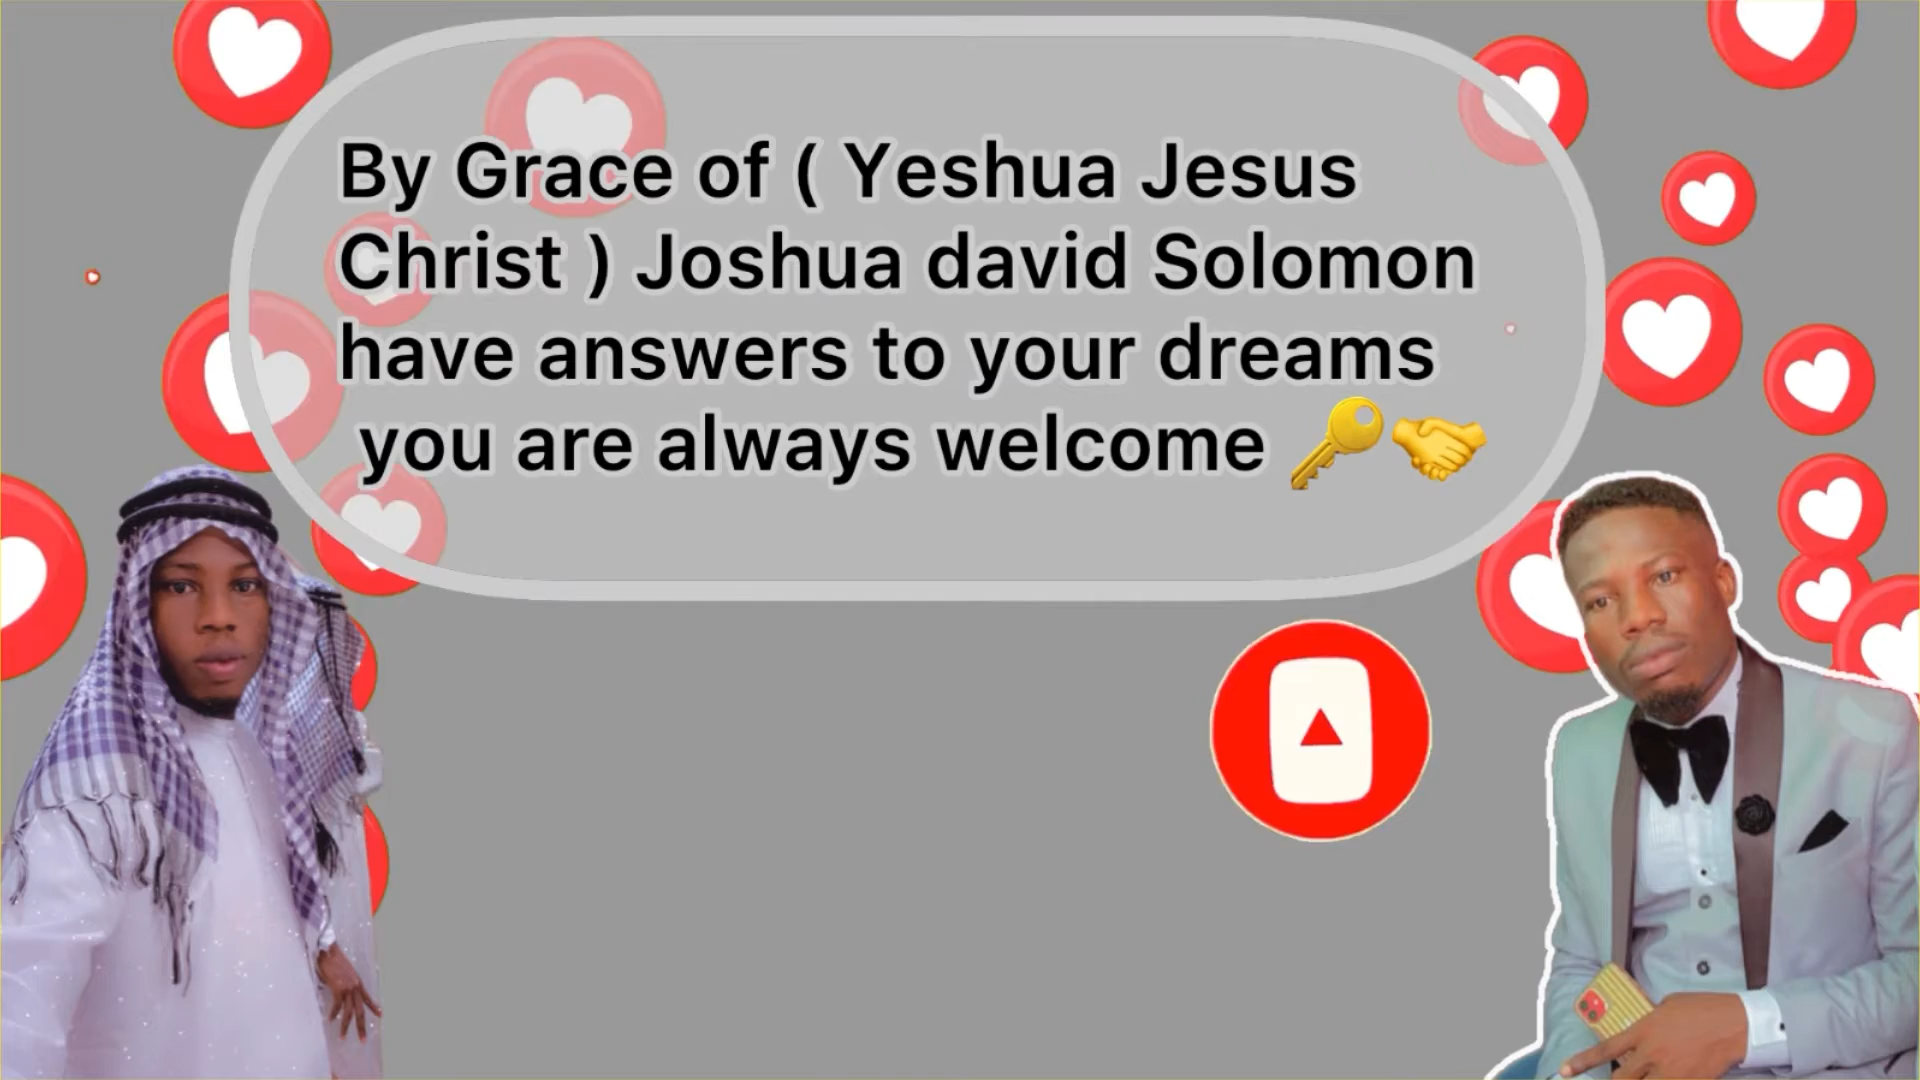 By Grace of ( Yeshua Jesus
Christ ) Joshua david Solomon
have answers to your dreams
you are always welcome 🔑🤝